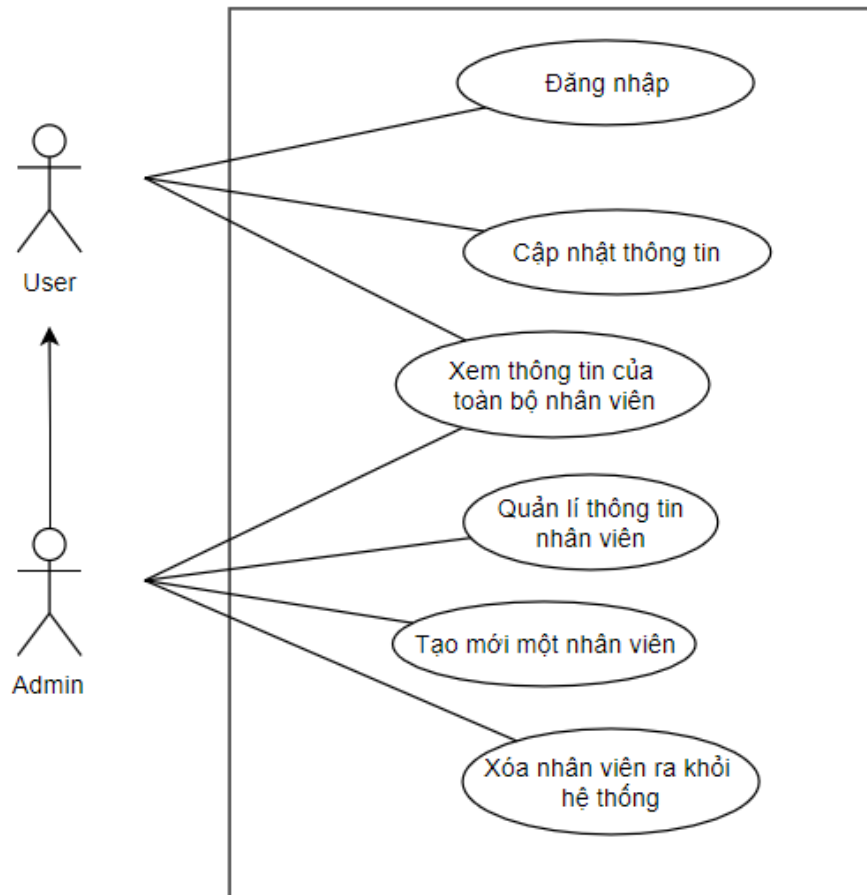 Đăng nhập
User
Cập nhật thông tin
Xem thông tin của
toàn bộ nhân viên
Quản lí thông tin
nhân viên
Tạo mới một nhân viên
Admin
Xóa nhân viên ra khỏi
hệ thống